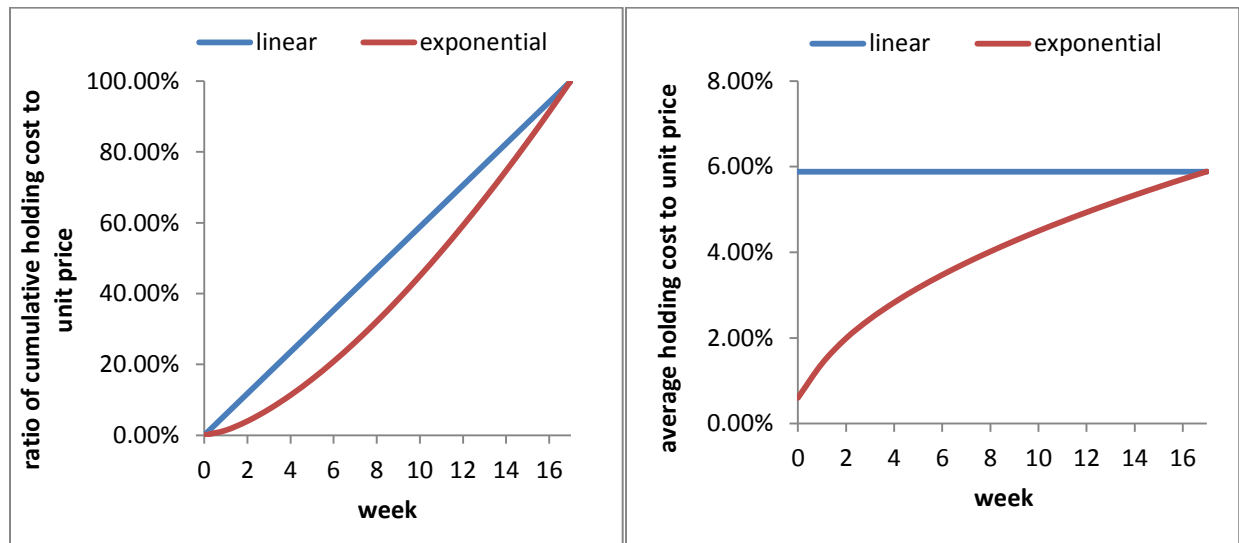 linear exponential
100.00%
80.00%
60.00%
40.00%
20.00%
0.00%
0 2 4 6 8 10 12 14 16
week
ratio of cumulative holding cost to
unit price
linear exponential
8.00%
6.00%
4.00%
2.00%
0.00%
0 2 4 6 8 10 12 14 16
week
average holding cost to unit price